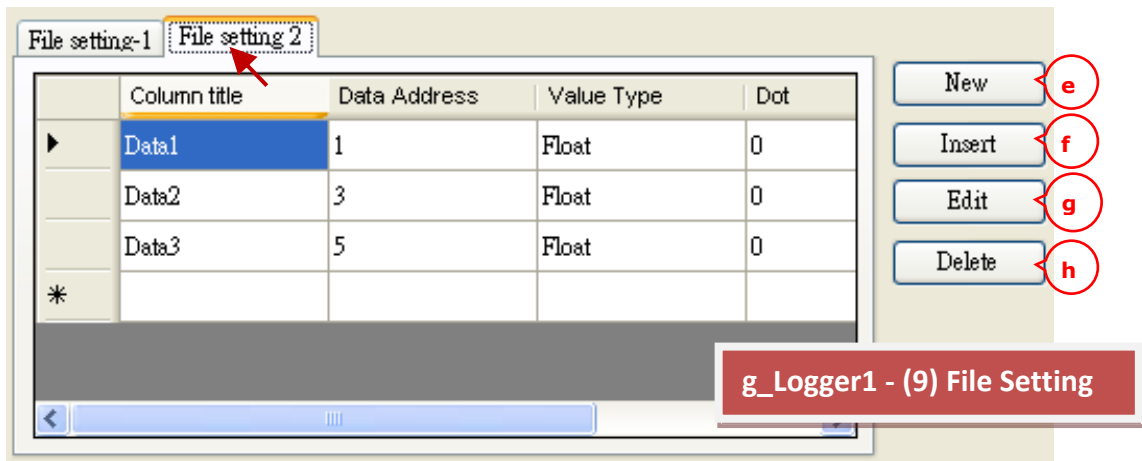 File setting-1 File setting 2
Column title Data Address Value Type Dot
Data1 1 Float 0
Data2 3 Float 0
Data3 5 Float 0
*
New e
Insert f
Edit g
Delete h
g_Logger1 - (9) File Setting